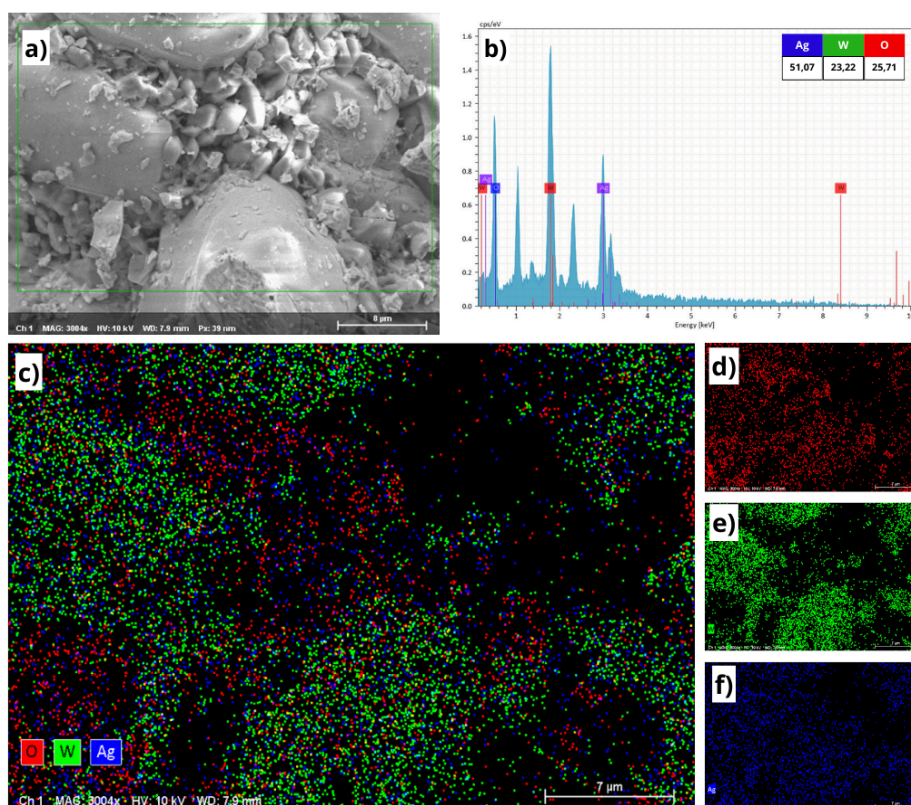 a)
Ch 1 MAG: 3004x HV: 10 kV WD: 7.9 mm Px: 39 nm
8 µm
b)
cps/eV
Ag W O
51,07 23,22 25,71
1.6
1.4
1.2
1.0
0.8
0.6
0.4
0.2
0.0
W Ag O W Ag W
1 2 3 4 5 6 7 8 9
Energy [keV]
c)
O W Ag
Ch 1 MAG: 3004x HV: 10 kV WD: 7.9 mm
7 µm
d)
e)
f)
Ag